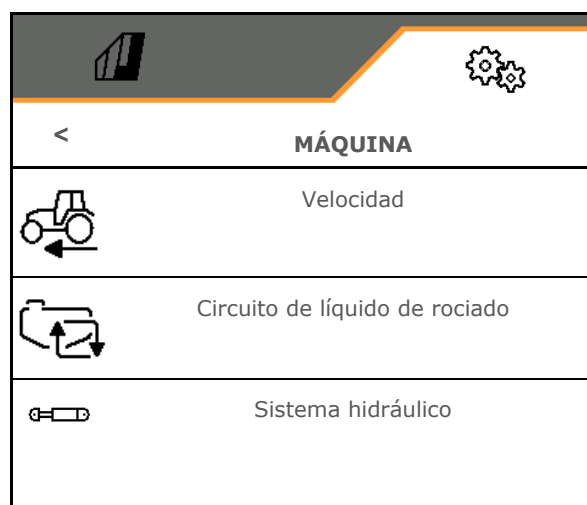 <
MÁQUINA
Velocidad
Circuito de líquido de rociado
Sistema hidráulico